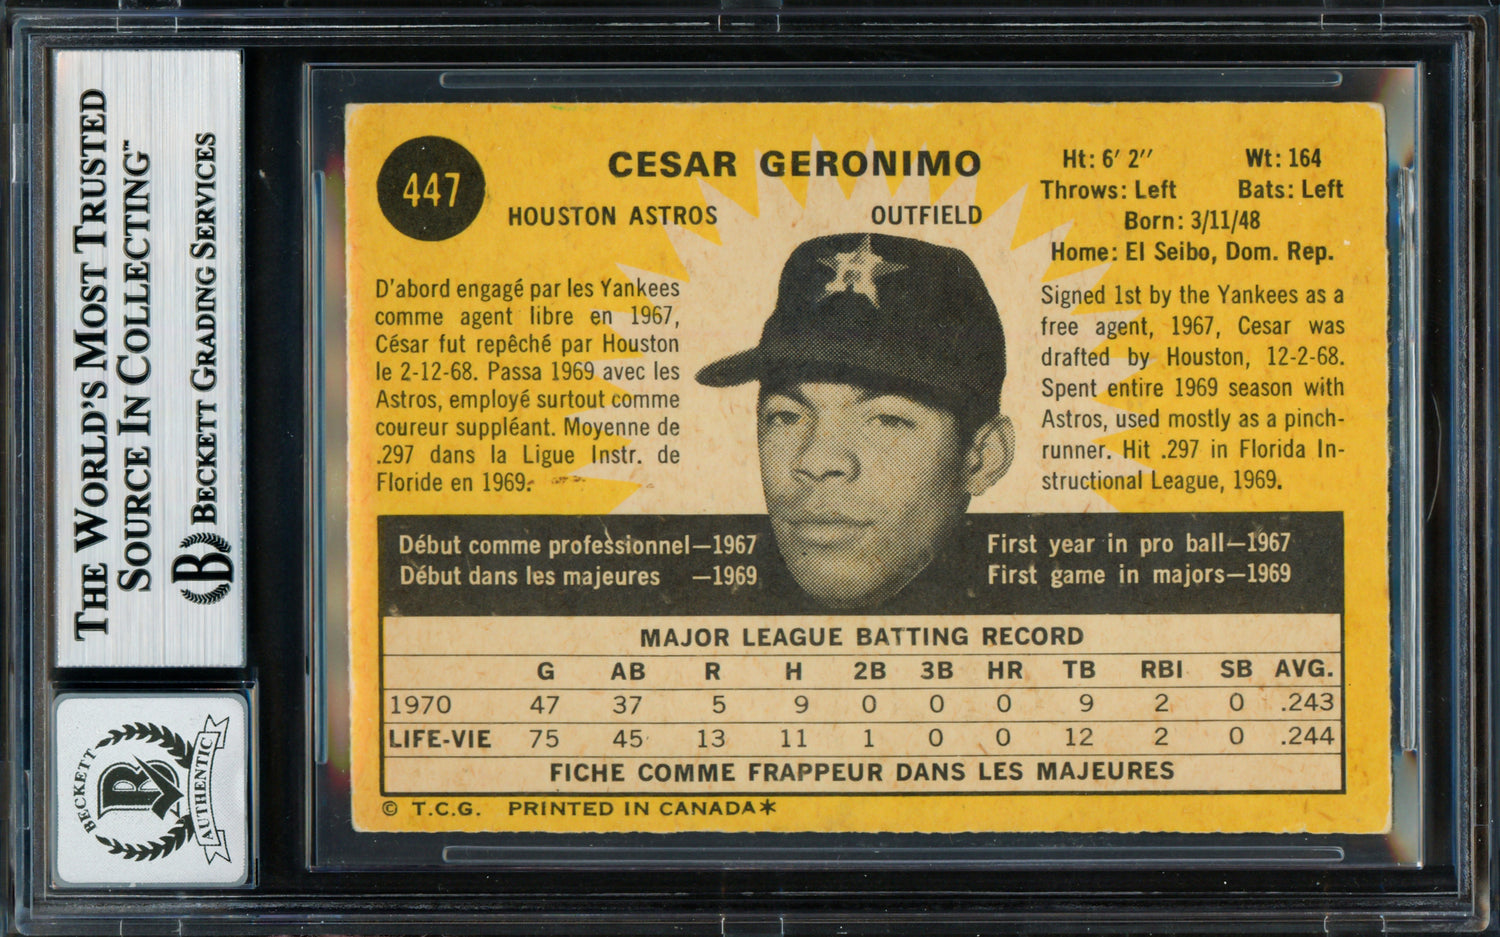 THE WORLD'S MOST TRUSTED
SOURCE IN COLLECTING™
BECKETT GRADING SERVICES
B
BECKETT
B
AUTHENTIC
447
CESAR GERONIMO
HOUSTON ASTROS OUTFIELD
Ht: 6′ 2″ Wt: 164
Throws: Left Bats: Left
Born: 3/11/48
Home: El Seibo, Dom. Rep.
D'abord engagé par les Yankees
comme agent libre en 1967,
César fut repêché par Houston
le 2-12-68. Passa 1969 avec les
Astros, employé surtout comme
coureur suppléant. Moyenne de
.297 dans la Ligue Instr. de
Floride en 1969.
H
Signed 1st by the Yankees as a
free agent, 1967, Cesar was
drafted by Houston, 12-2-68.
Spent entire 1969 season with
Astros, used mostly as a pinch-
runner. Hit .297 in Florida In-
structional League, 1969.
Début comme professionnel—1967
Début dans les majeures —1969
First year in pro ball—1967
First game in majors—1969
MAJOR LEAGUE BATTING RECORD
G AB R H 2B 3B HR TB RBI SB AVG.
1970 47 37 5 9 0 0 0 9 2 0 .243
LIFE-VIE 75 45 13 11 1 0 0 12 2 0 .244
FICHE COMME FRAPPEUR DANS LES MAJEURES
© T.C.G. PRINTED IN CANADA*